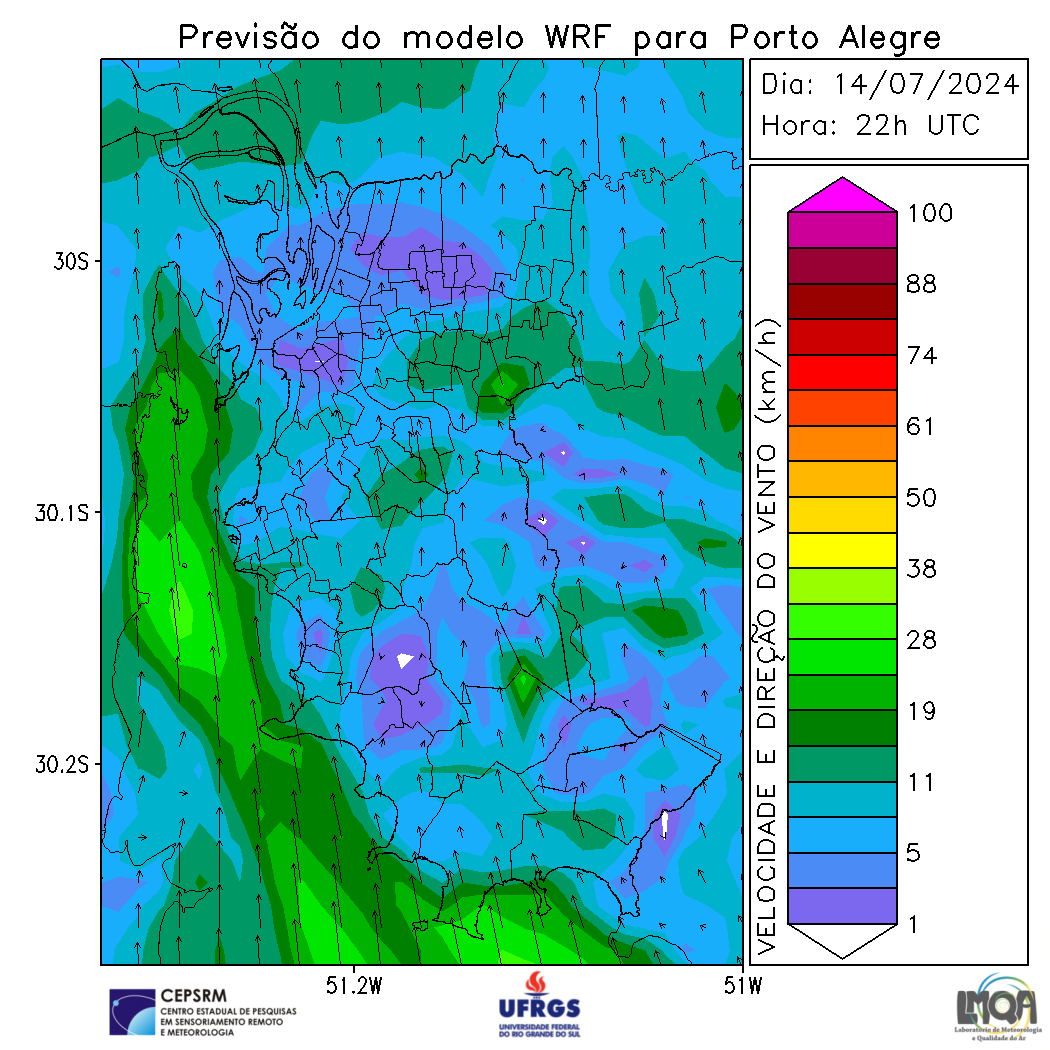 Previsão do modelo WRF para Porto Alegre
Dia: 14/07/2024
Hora: 22h UTC
30S
30.1S
30.2S
51.2W
51W
VELOCIDADE E DIREÇÃO DO VENTO (km/h)
100
88
74
61
50
38
28
19
11
5
1
CEPSRM
CENTRO ESTADUAL DE PESQUISAS
EM SENSORIAMENTO REMOTO
E METEOROLOGIA
UFRGS
UNIVERSIDADE FEDERAL
DO RIO GRANDE DO SUL
LMQA
Laboratório de Meteorologia
e Qualidade do Ar